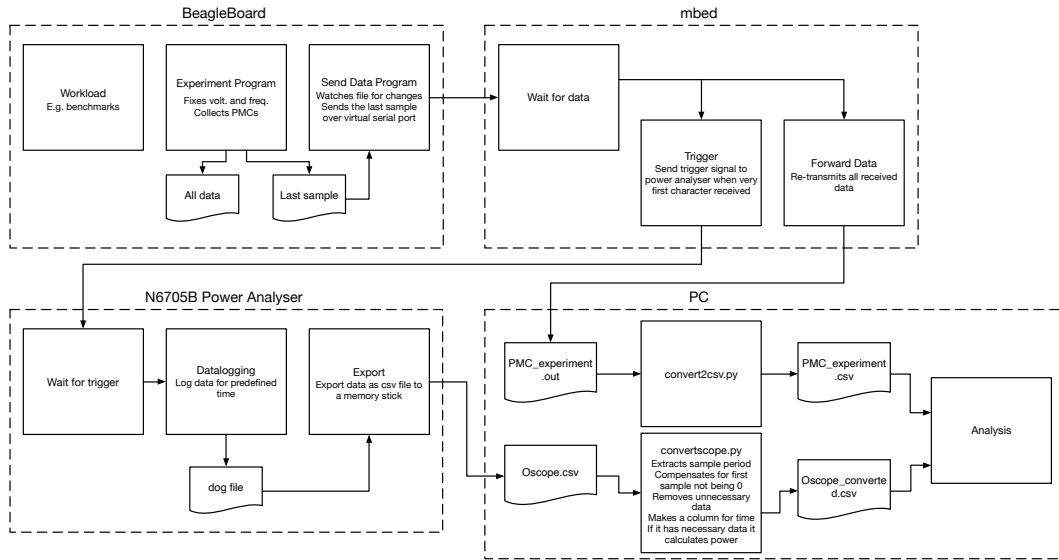 BeagleBoard
Workload
E.g. benchmarks
Experiment Program
Fixes volt. and freq.
Collects PMCs
Send Data Program
Watches file for changes
Sends the last sample
over virtual serial port
All data
Last sample
mbed
Wait for data
Trigger
Send trigger signal to
power analyser when very
first character received
Forward Data
Re-transmits all received
data
N6705B Power Analyser
Wait for trigger
Datalogging
Log data for predefined
time
Export
Export data as csv file to
a memory stick
dog file
PC
PMC_experiment
.out
convert2csv.py
PMC_experiment
.csv
Analysis
Oscope.csv
convertscope.py
Extracts sample period
Compensates for first
sample not being 0
Removes unnecessary
data
Makes a column for time
If it has necessary data it
calculates power
Oscope_converte
d.csv